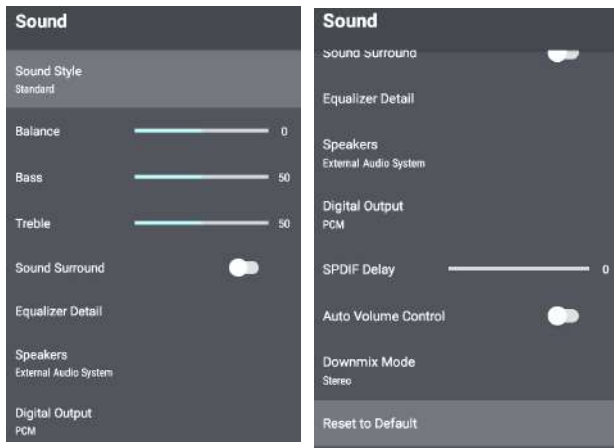 Sound
Sound Style
Standard
Balance 0
Bass 50
Treble 50
Sound Surround
Equalizer Detail
Speakers
External Audio System
Digital Output
PCM
Sound
Sound Surround
Equalizer Detail
Speakers
External Audio System
Digital Output
PCM
SPDIF Delay 0
Auto Volume Control
Downmix Mode
Stereo
Reset to Default